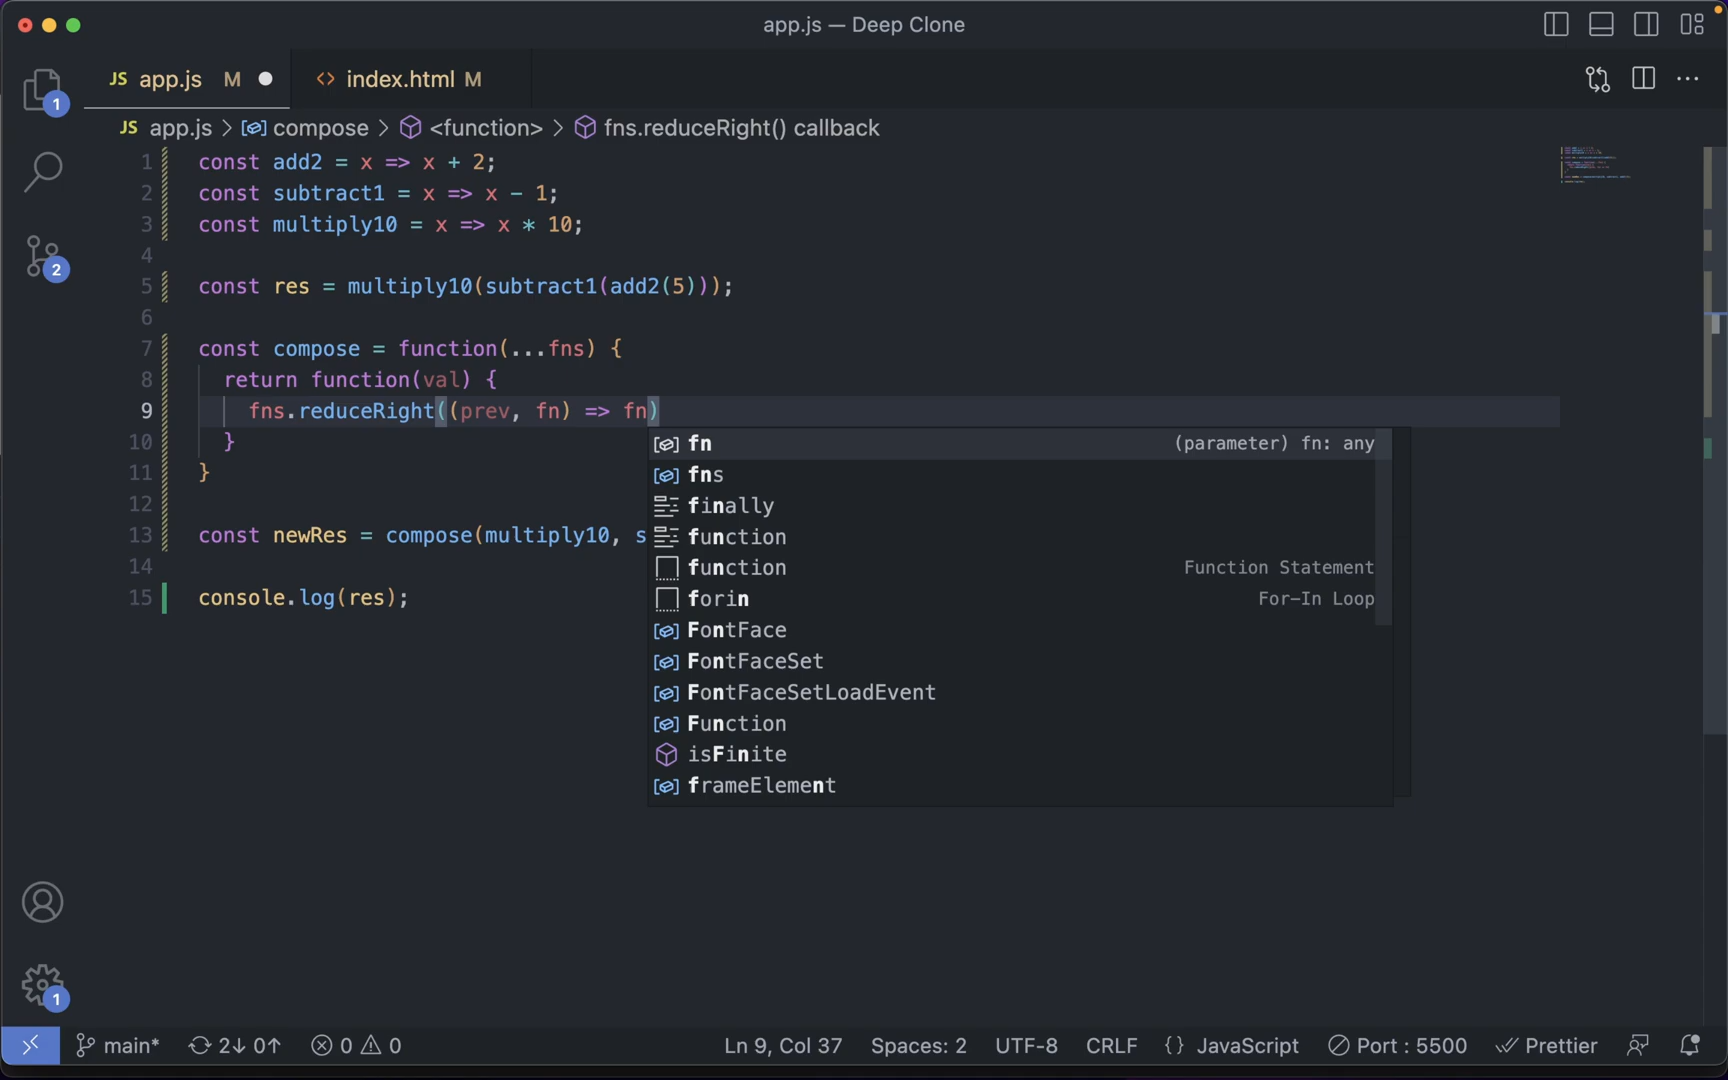 app.js — Deep Clone
JS app.js M
<> index.html M
JS app.js > compose > <function> > fns.reduceRight() callback
1 const add2 = x => x + 2;
2 const subtract1 = x => x - 1;
3 const multiply10 = x => x * 10;
4
5 const res = multiply10(subtract1(add2(5)));
6
7 const compose = function(...fns) {
8 return function(val) {
9 fns.reduceRight((prev, fn) => fn)
10 }
11 }
12
13 const newRes = compose(multiply10, s
14
15 console.log(res);
fn (parameter) fn: any
fns
finally
function
function Function Statement
forin For-In Loop
FontFace
FontFaceSet
FontFaceSetLoadEvent
Function
isFinite
frameElement
1
2
1
main* 2↓ 0↑ 0 0 Ln 9, Col 37 Spaces: 2 UTF-8 CRLF {} JavaScript Port : 5500 Prettier